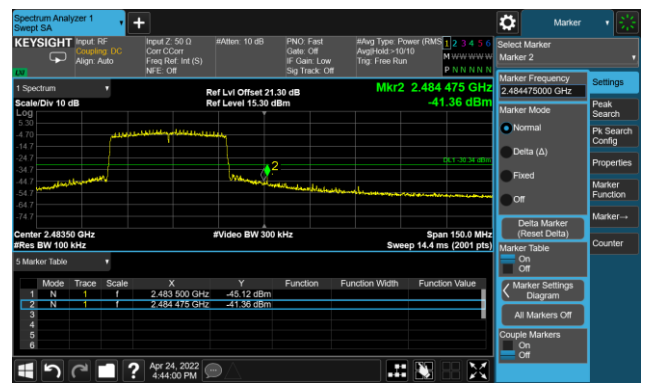 Spectrum Analyzer 1
Swept SA
Marker
KEYSIGHT
Input: RF
Coupling: DC
Align: Auto
Input Z: 50 Ω
Corr CCorr
Freq Ref: Int (S)
NFE: Off
#Atten: 10 dB
PNO: Fast
Gate: Off
IF Gain: Low
Sig Track: Off
#Avg Type: Power (RMS
Avg|Hold:>10/10
Trig: Free Run
1 2 3 4 5 6
M W W W W W
P N N N N N
LV
Select Marker
Marker 2
Marker Frequency
2.484475000 GHz
Marker Mode
Normal
Delta (Δ)
Fixed
Off
Delta Marker
(Reset Delta)
Marker Table
On
Off
Marker Settings
Diagram
All Markers Off
Couple Markers
On
Off
Settings
Peak
Search
Pk Search
Config
Properties
Marker
Function
Marker→
Counter
1 Spectrum
Scale/Div 10 dB
Log
Ref Lvl Offset 21.30 dB
Ref Level 15.30 dBm
Mkr2 2.484 475 GHz
-41.36 dBm
5.30
-4.70
-14.7
-24.7
-34.7
-44.7
-54.7
-64.7
-74.7
DL1 -30.34 dBm
2
Center 2.48350 GHz
#Res BW 100 kHz
#Video BW 300 kHz
Span 150.0 MHz
Sweep 14.4 ms (2001 pts)
5 Marker Table
Mode Trace Scale X Y Function Function Width Function Value
1 N 1 f 2.483 500 GHz -45.12 dBm
2 N 1 f 2.484 475 GHz -41.36 dBm
3
4
5
6
?
Apr 24, 2022
4:44:00 PM